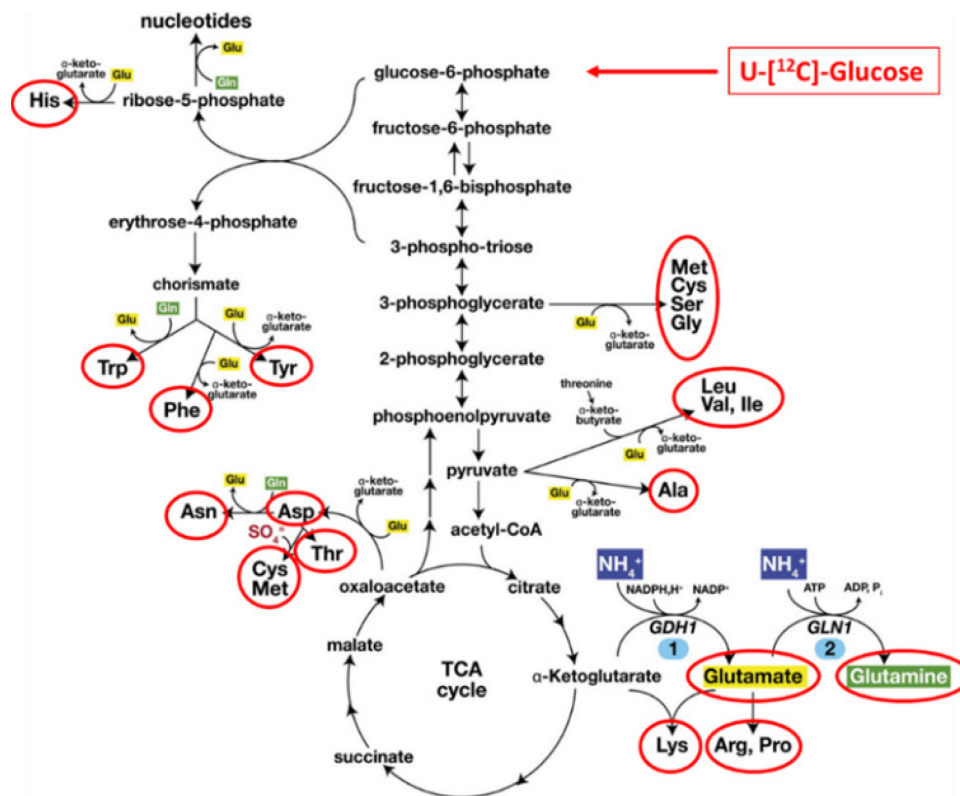 nucleotides
Glu
Gln
α-keto-
glutarate
Glu
His
ribose-5-phosphate
glucose-6-phosphate
U-[¹²C]-Glucose
fructose-6-phosphate
fructose-1,6-bisphosphate
erythrose-4-phosphate
3-phospho-triose
chorismate
Glu
Gln
Glu
α-keto-
glutarate
Trp
Glu
α-keto-
glutarate
Tyr
Phe
3-phosphoglycerate
Glu
α-keto-
glutarate
Met
Cys
Ser
Gly
2-phosphoglycerate
phosphoenolpyruvate
threonine
α-keto-
butyrate
Glu
α-keto-
glutarate
Leu
Val, Ile
pyruvate
Glu
α-keto-
glutarate
Ala
acetyl-CoA
Asn
Glu
Gln
Asp
α-keto-
glutarate
Glu
SO₄⁼
Thr
Cys
Met
oxaloacetate
citrate
malate
TCA
cycle
α-Ketoglutarate
succinate
NH₄⁺
NADPH,H⁺
NADP⁺
GDH1
1
NH₄⁺
ATP
ADP, Pᵢ
GLN1
2
Glutamate
Glutamine
Lys
Arg, Pro